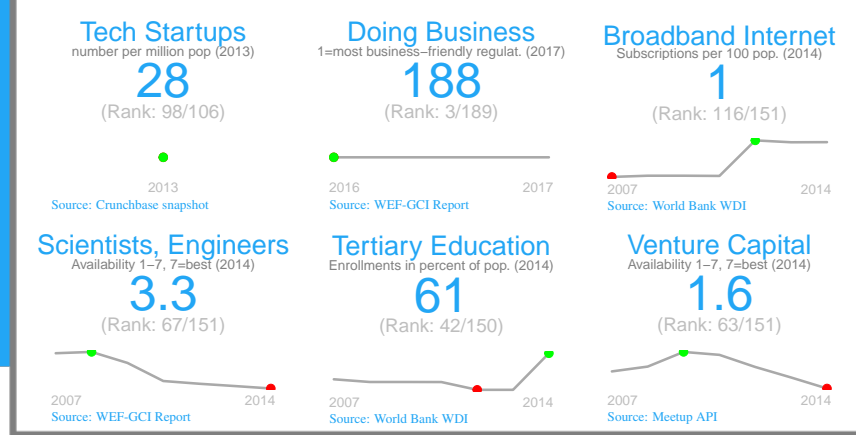 Tech Startups
number per million pop (2013)
28
(Rank: 98/106)
2013
Source: Crunchbase snapshot
Doing Business
1=most business–friendly regulat. (2017)
188
(Rank: 3/189)
2016 2017
Source: WEF-GCI Report
Broadband Internet
Subscriptions per 100 pop. (2014)
1
(Rank: 116/151)
2007 2014
Source: World Bank WDI
Scientists, Engineers
Availability 1–7, 7=best (2014)
3.3
(Rank: 67/151)
2007 2014
Source: WEF-GCI Report
Tertiary Education
Enrollments in percent of pop. (2014)
61
(Rank: 42/150)
2007 2014
Source: World Bank WDI
Venture Capital
Availability 1–7, 7=best (2014)
1.6
(Rank: 63/151)
2007 2014
Source: Meetup API